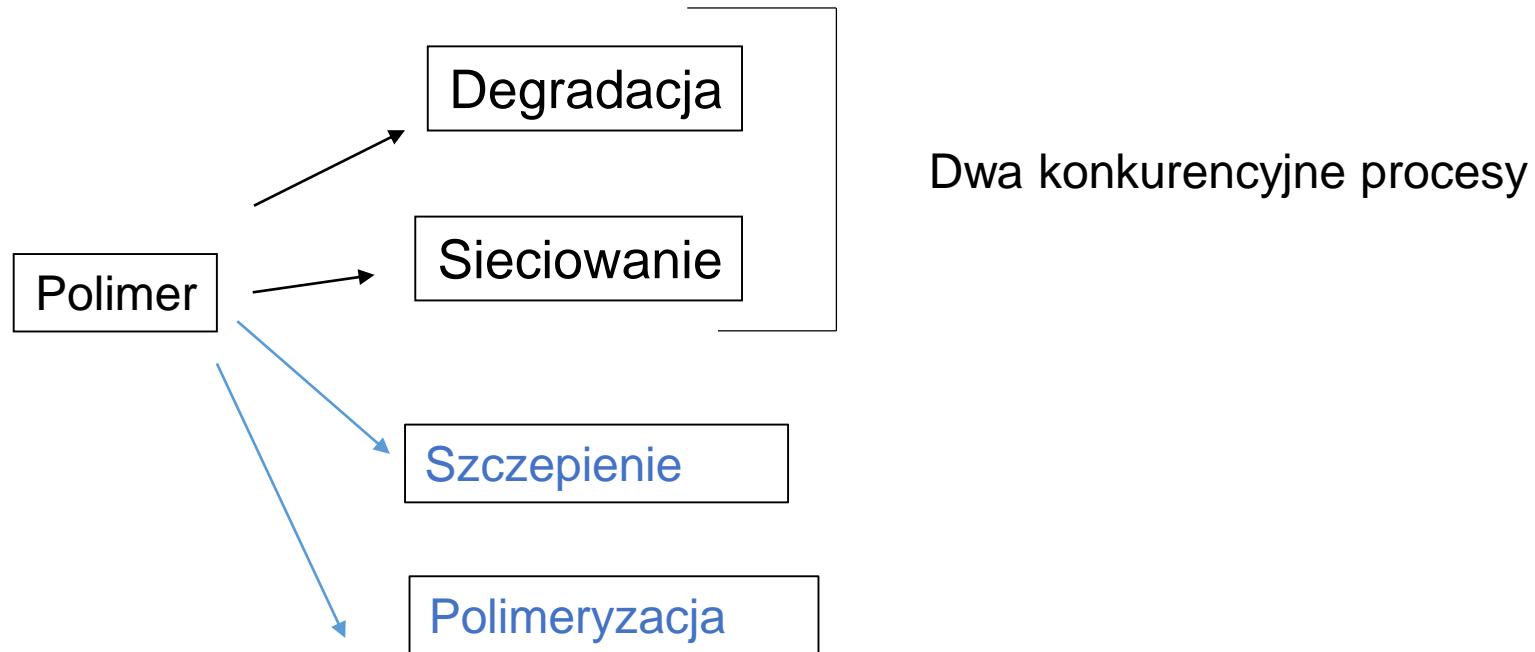 Degradacja
Dwa konkurencyjne procesy
Sieciowanie
Polimer
Szczepienie
Polimeryzacja